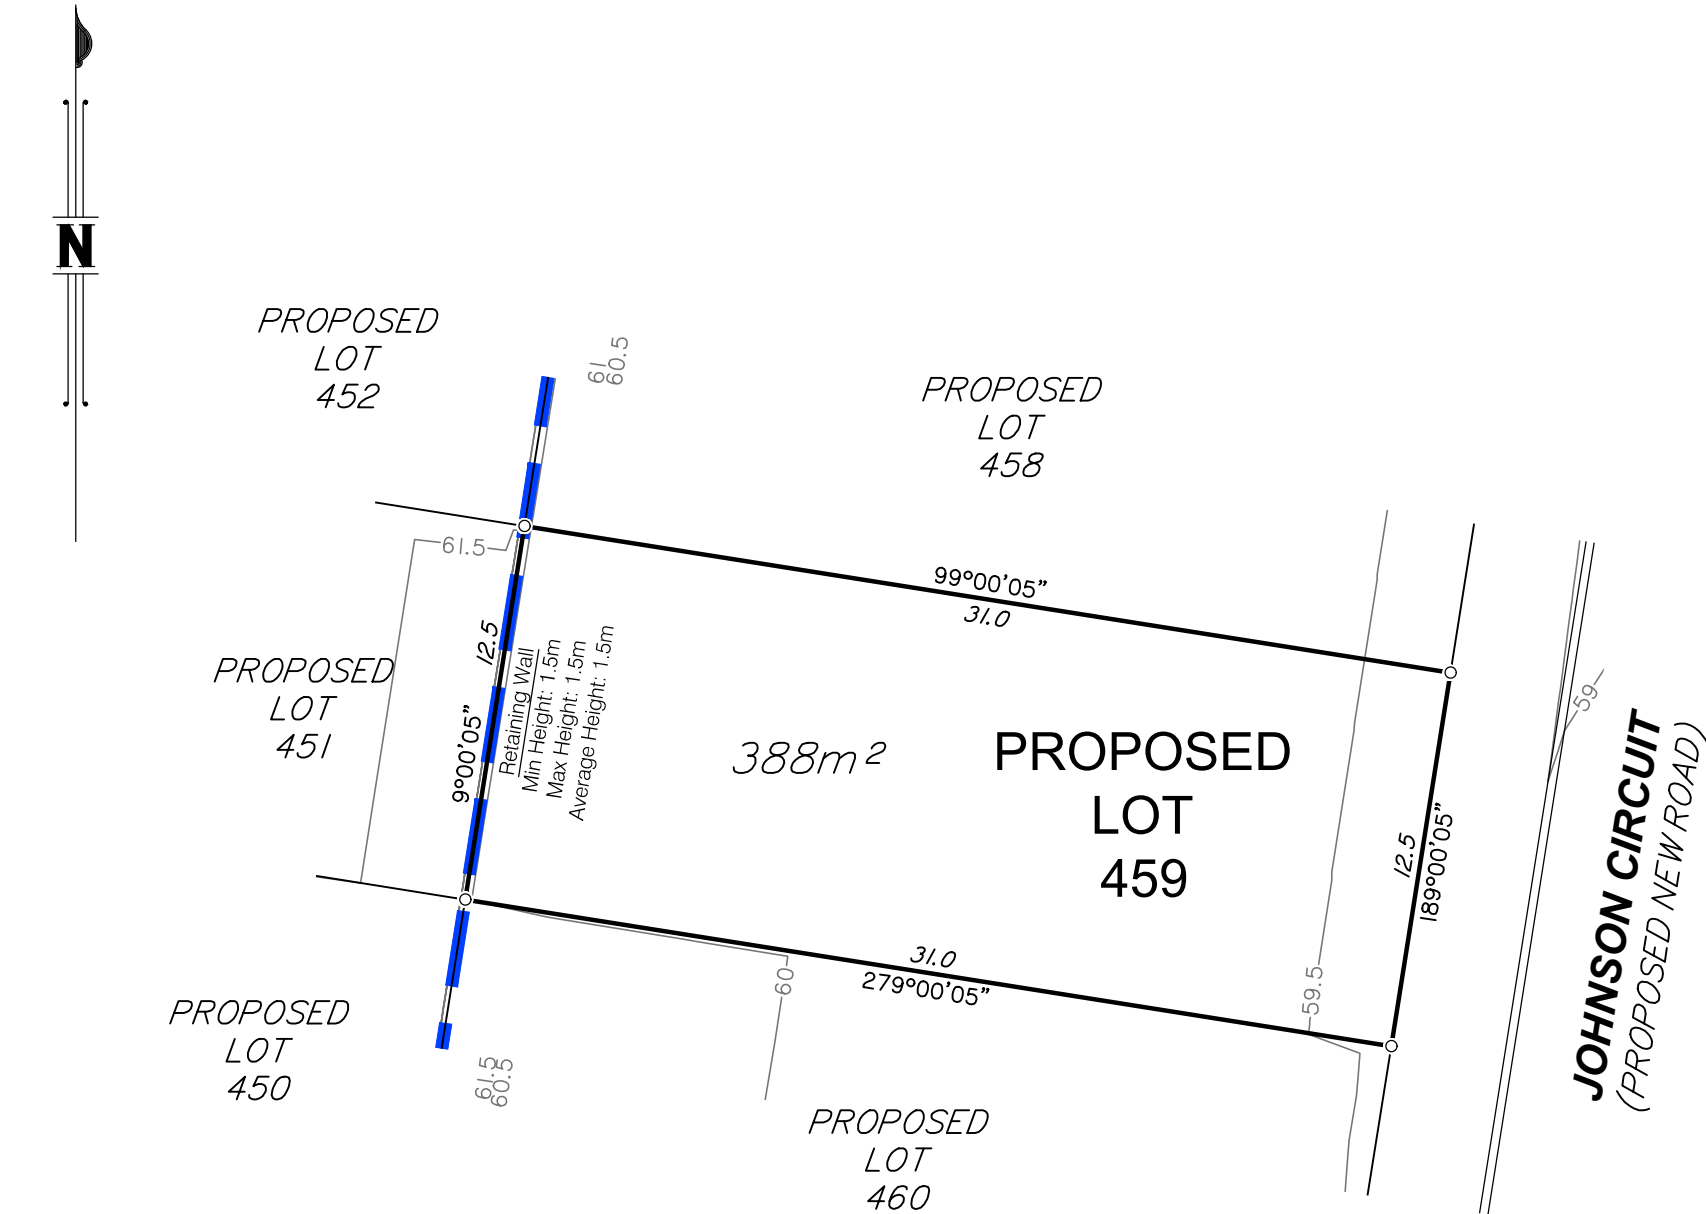 N
PROPOSED
LOT
452
61
60.5
PROPOSED
LOT
458
61.5
99°00'05"
31.0
12.5
9°00'05"
Retaining Wall
Min Height: 1.5m
Max Height: 1.5m
Average Height: 1.5m
PROPOSED
LOT
451
388m²
PROPOSED
LOT
459
59
12.5
189°00'05"
JOHNSON CIRCUIT
(PROPOSED NEW ROAD)
31.0
279°00'05"
60
59.5
PROPOSED
LOT
450
61.5
60.5
PROPOSED
LOT
460